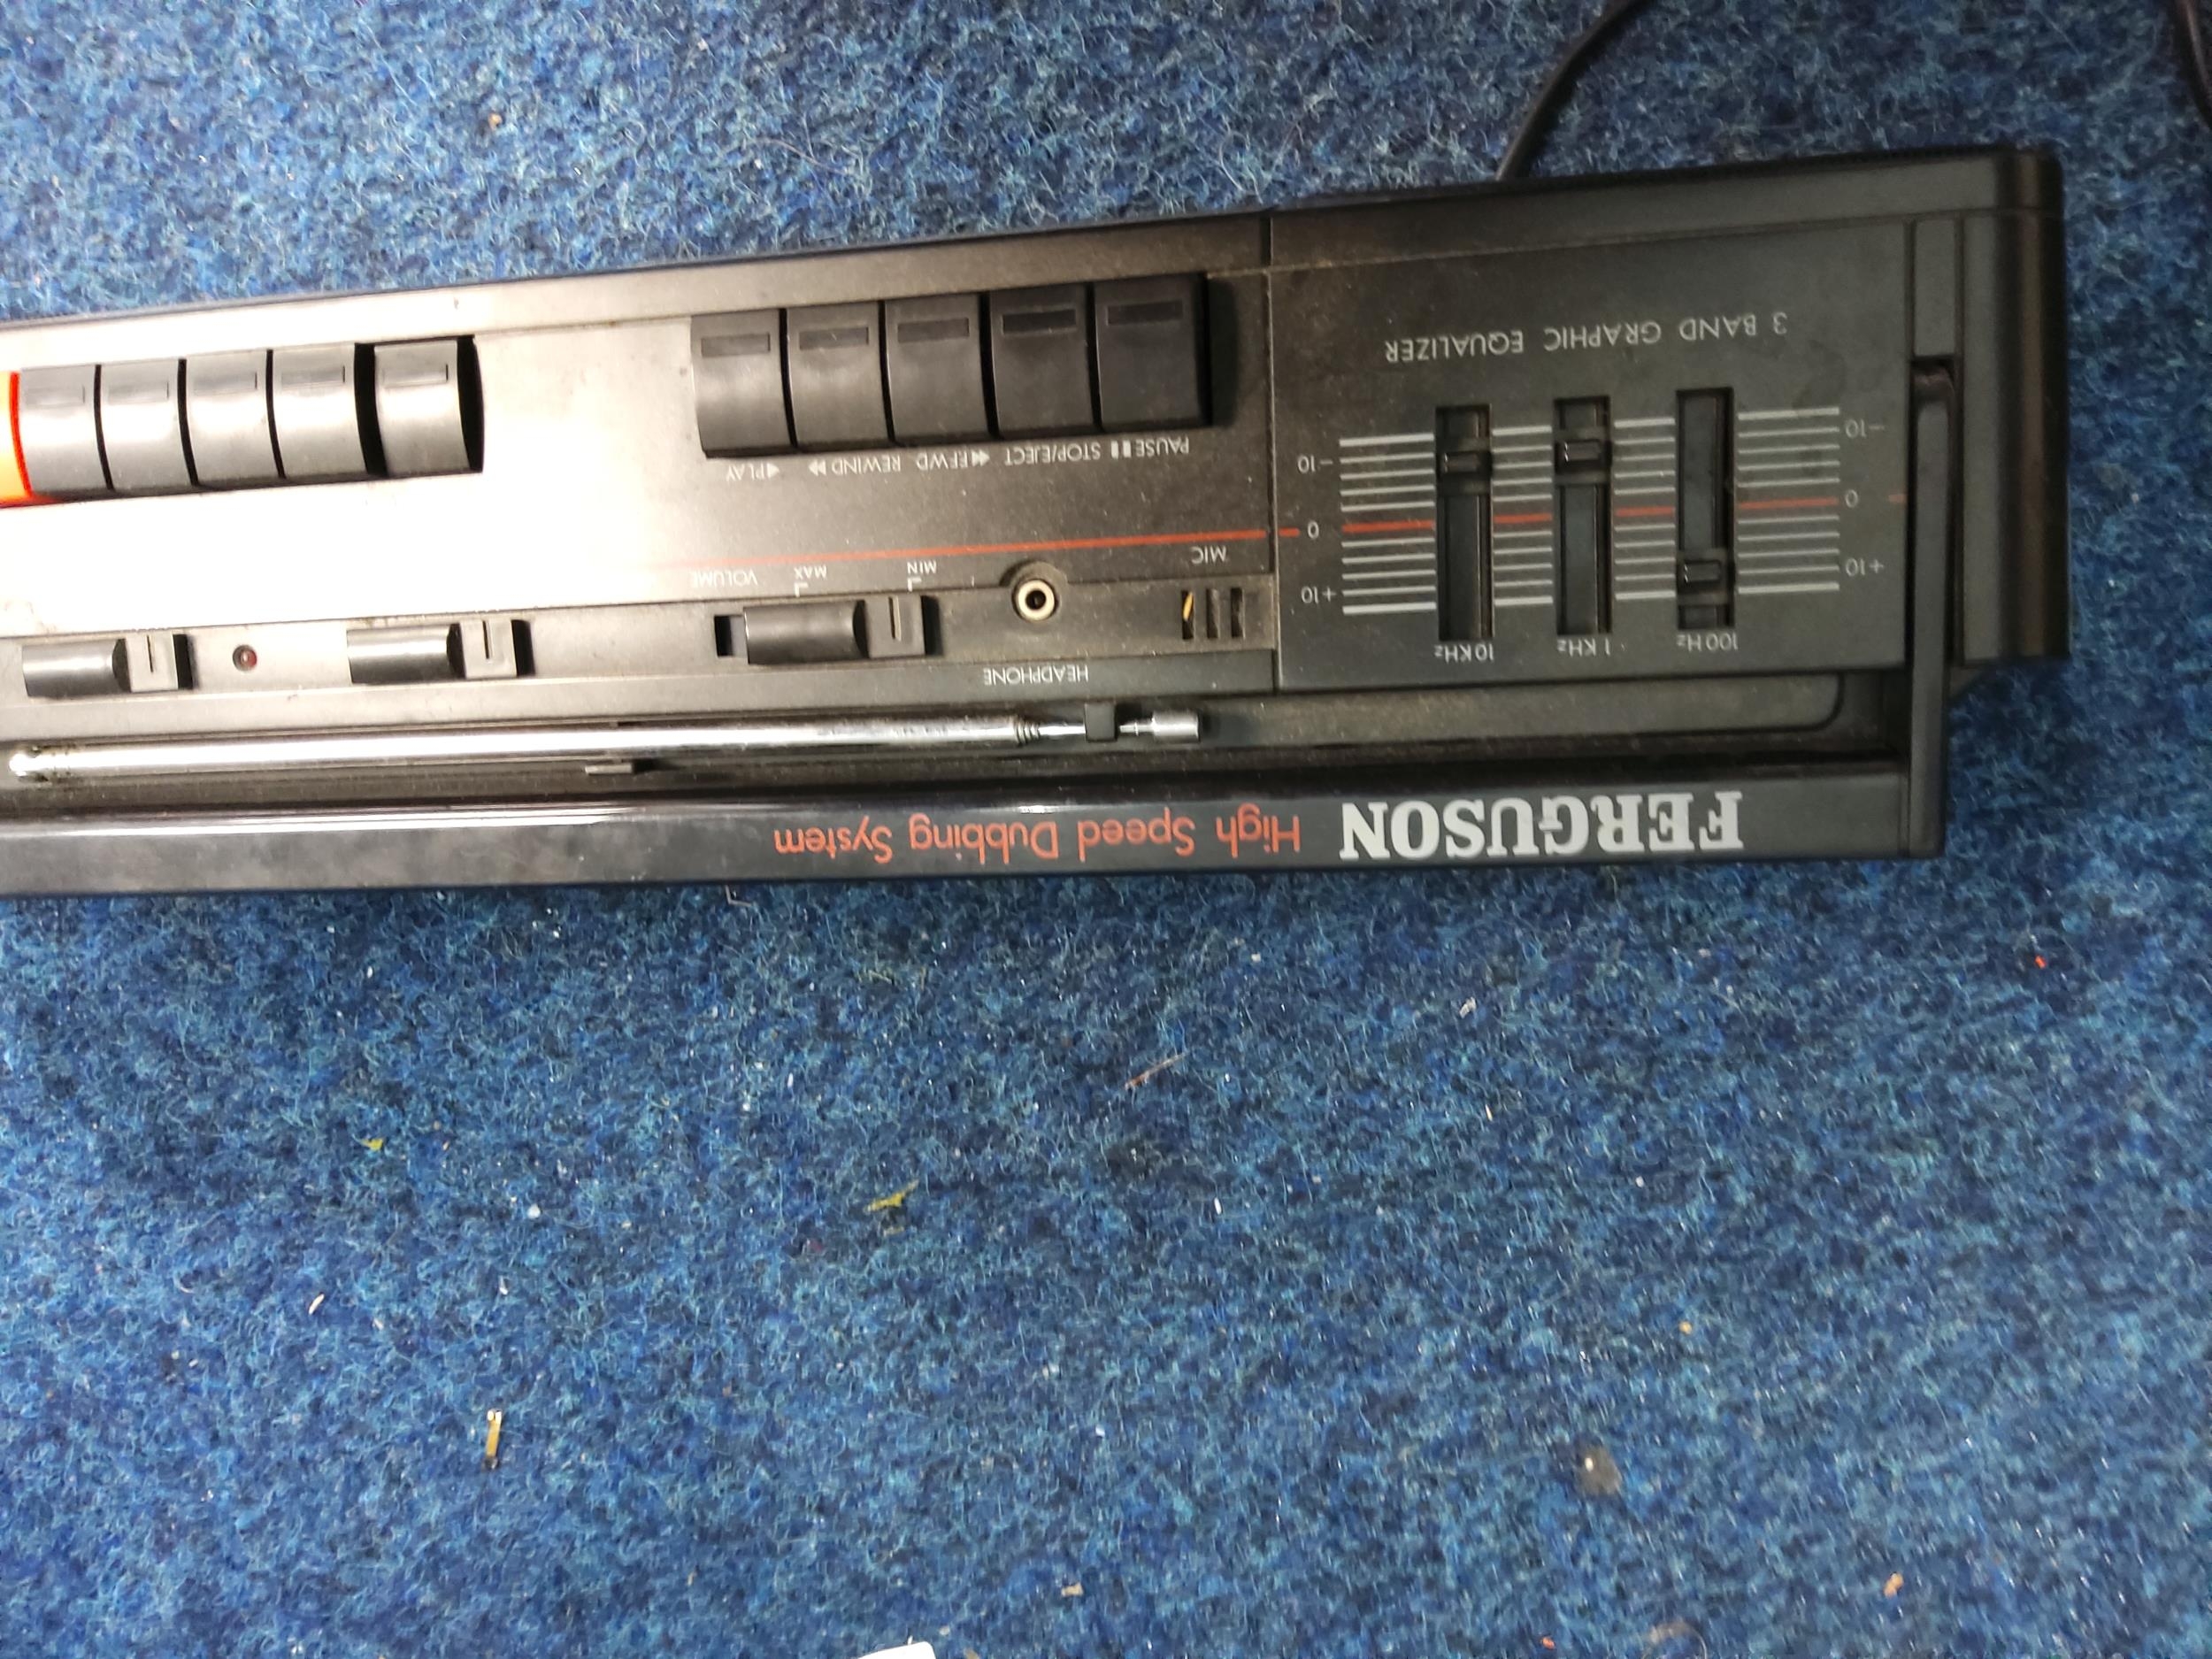 FERGUSON High Speed Dubbing System
HEADPHONE
100 Hz 1 KHz 10 KHz
+10 +10
MIC
MIN MAX VOLUME
0 0
-10 -10
PAUSE ▮▮ STOP/EJECT ▮ F.FWD ▶▶ REWIND ◀◀ PLAY ▶
3 BAND GRAPHIC EQUALIZER